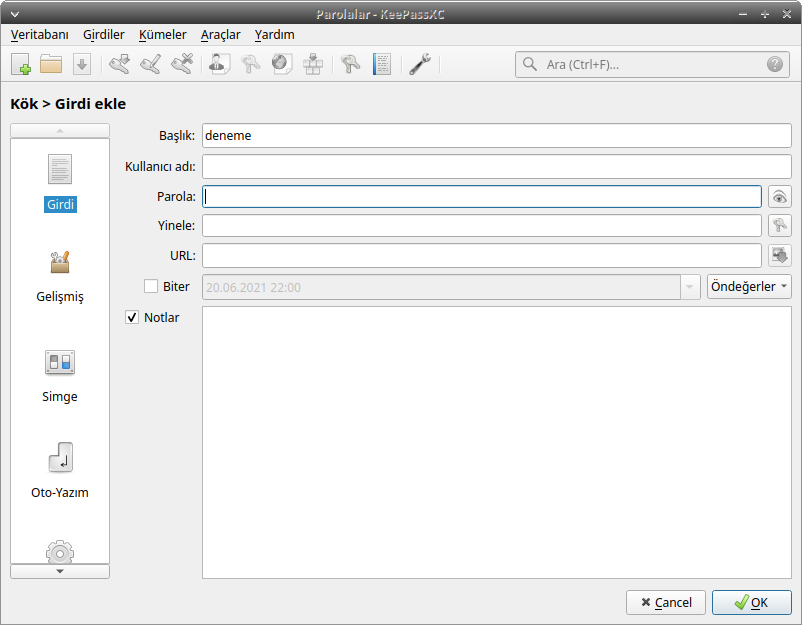 Parolalar - KeePassXC
Veritabanı Girdiler Kümeler Araçlar Yardım
Ara (Ctrl+F)...
Kök > Girdi ekle
Girdi
Gelişmiş
Simge
Oto-Yazım
Başlık: deneme
Kullanıcı adı:
Parola:
Yinele:
URL:
Biter 20.06.2021 22:00 Öndeğerler
Notlar
Cancel OK